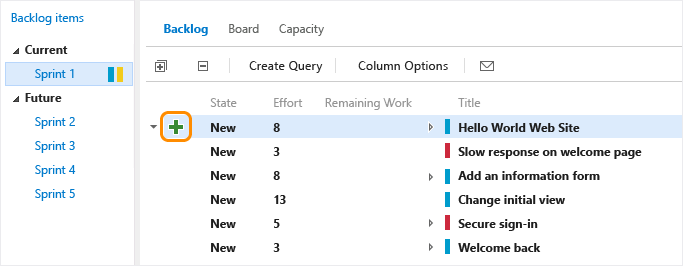 Backlog items
Current
Sprint 1
Future
Sprint 2
Sprint 3
Sprint 4
Sprint 5
Backlog Board Capacity
Create Query Column Options
State Effort Remaining Work Title
New 8 Hello World Web Site
New 3 Slow response on welcome page
New 8 Add an information form
New 13 Change initial view
New 5 Secure sign-in
New 3 Welcome back